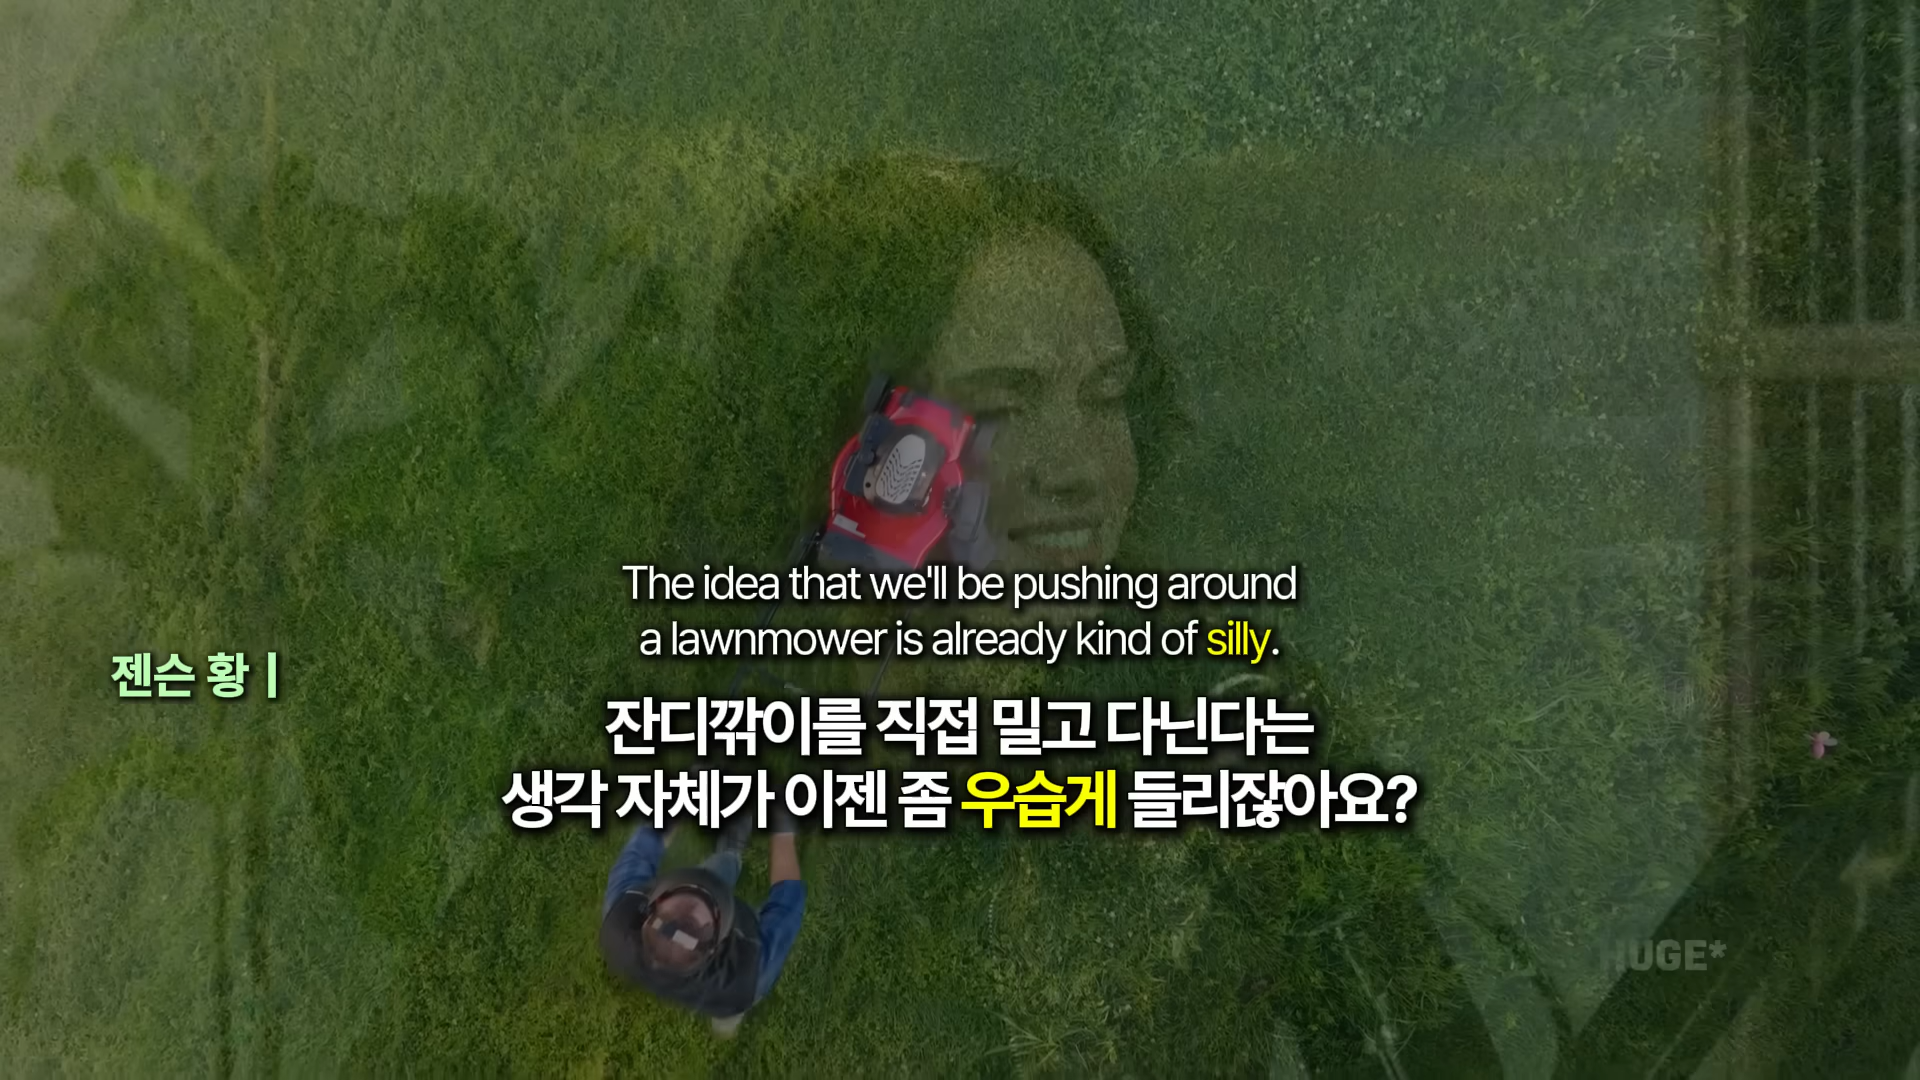 The idea that we'll be pushing around
a lawnmower is already kind of silly.
젠슨 황 |
잔디깎이를 직접 밀고 다닌다는
생각 자체가 이젠 좀 우습게 들리잖아요?
HUGE*